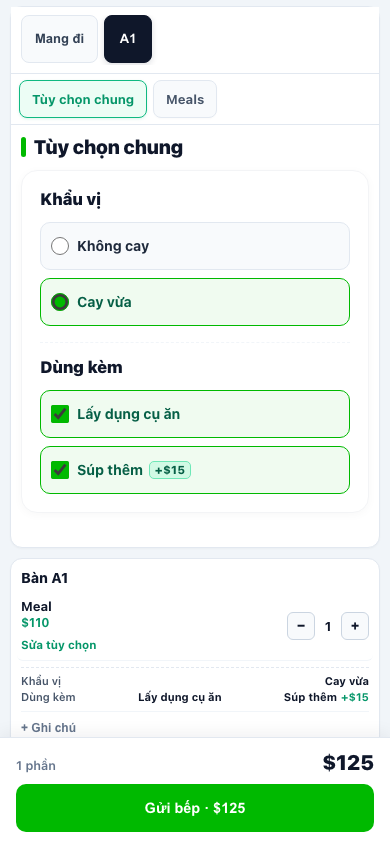 Mang đi
A1
Tùy chọn chung
Meals
Tùy chọn chung
Khẩu vị
Không cay
Cay vừa
Dùng kèm
Lấy dụng cụ ăn
Súp thêm +$15
Bàn A1
Meal
$110
− 1 +
Sửa tùy chọn
Khẩu vị Cay vừa
Dùng kèm Lấy dụng cụ ăn Súp thêm +$15
+ Ghi chú
1 phần $125
Gửi bếp · $125